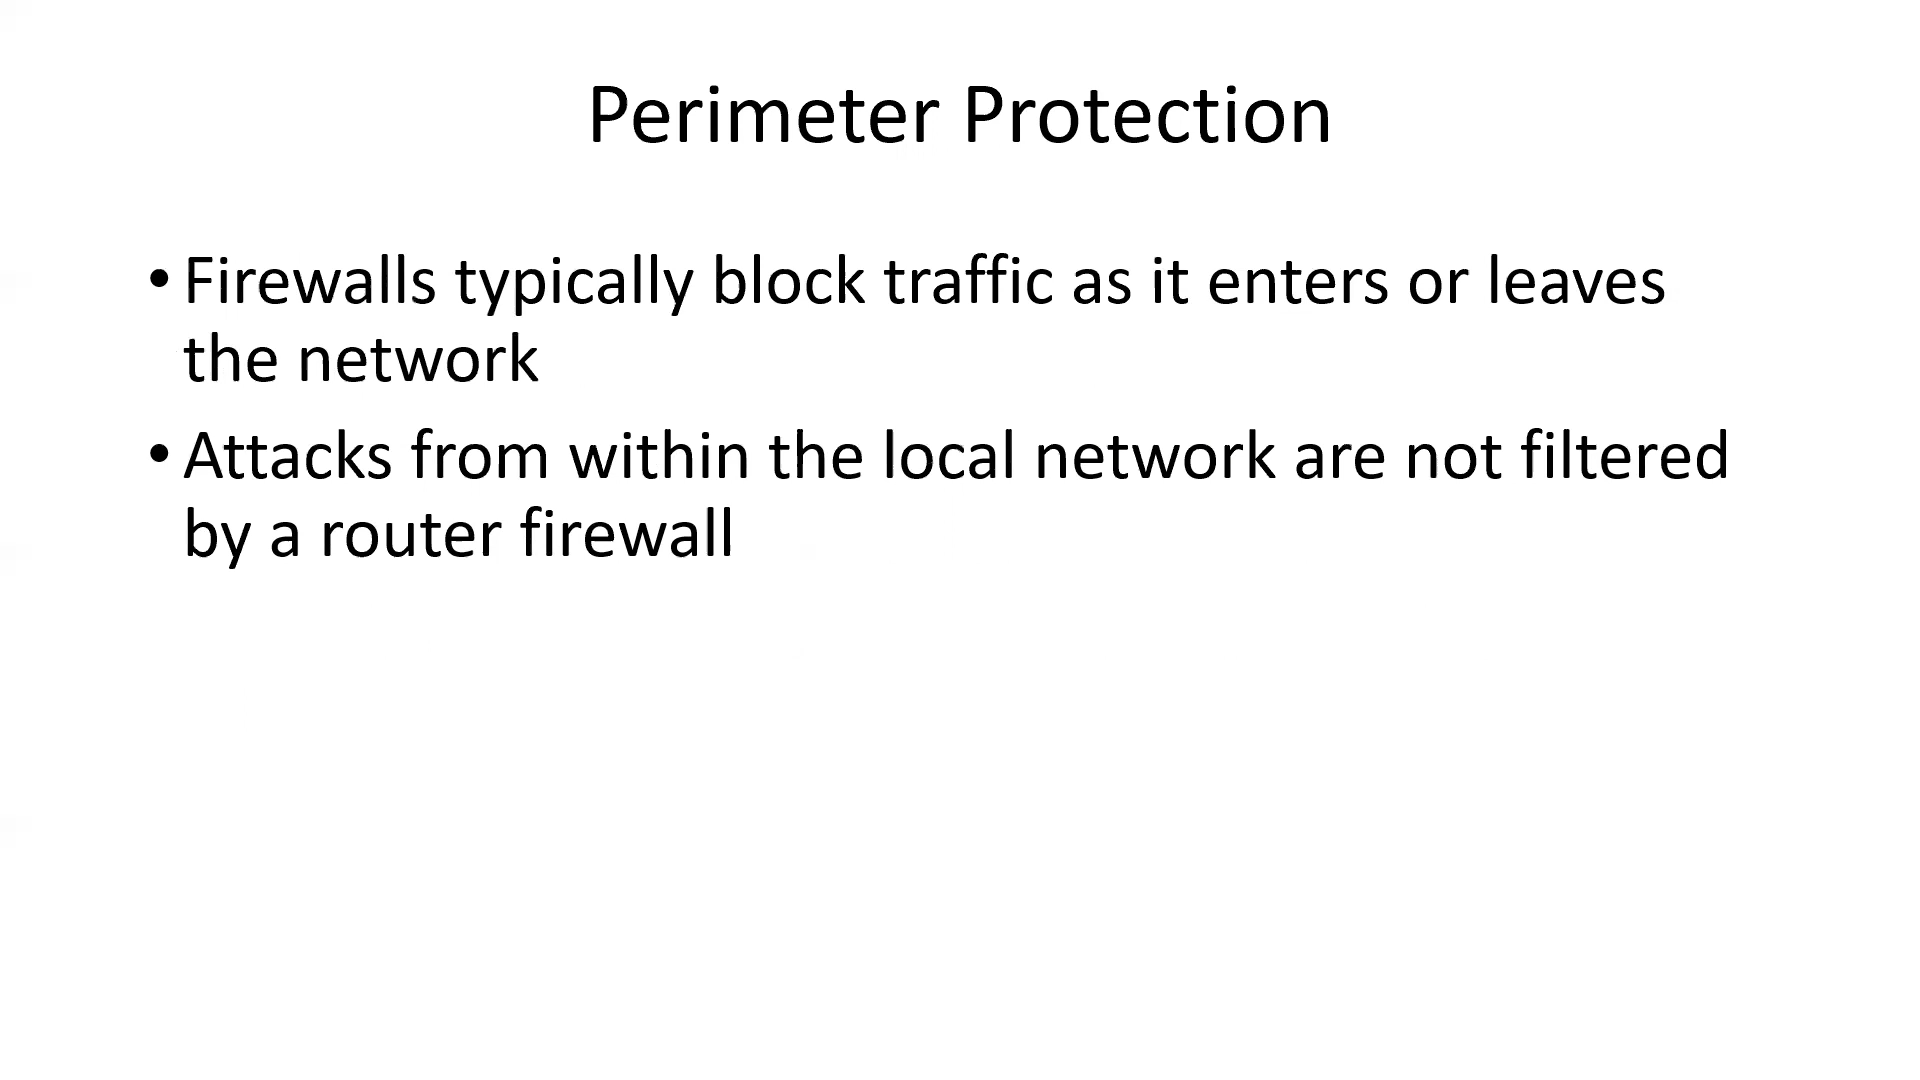 Perimeter Protection
• Firewalls typically block traffic as it enters or leaves
the network
• Attacks from within the local network are not filtered
by a router firewall